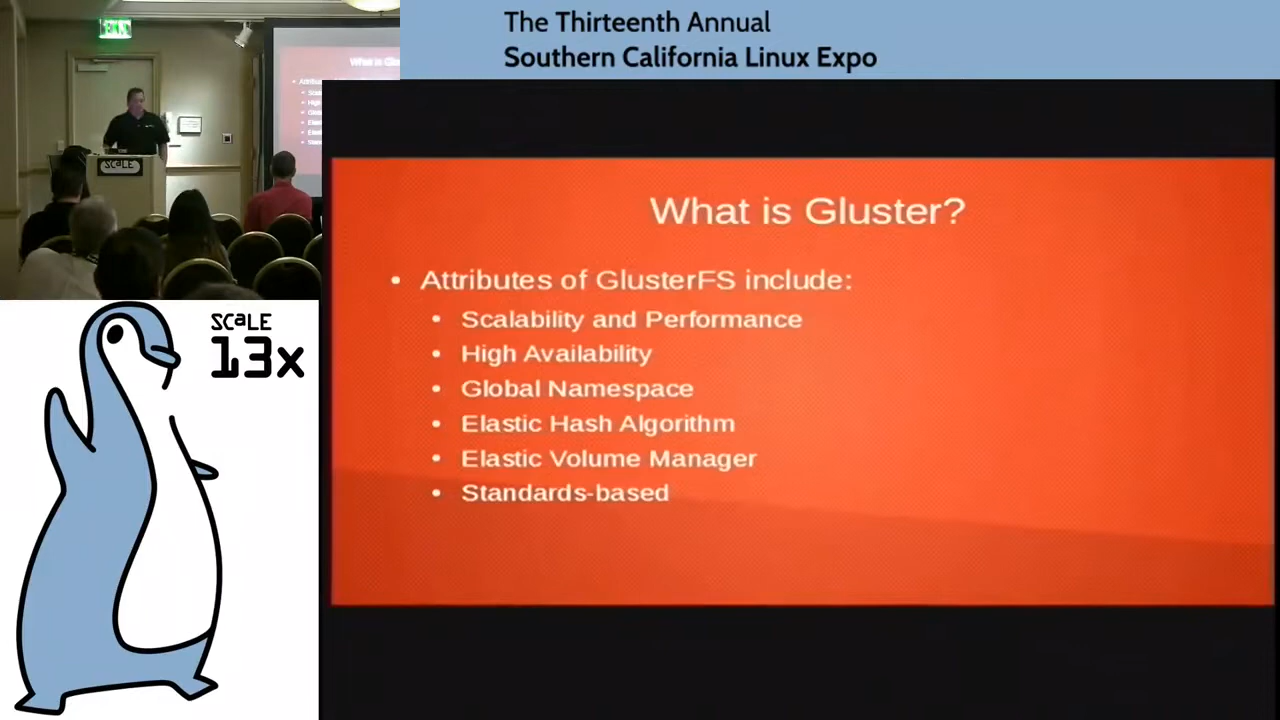 The Thirteenth Annual
Southern California Linux Expo
SCALE
SCALE
13x
What is Gluster?
• Attributes of GlusterFS include:
• Scalability and Performance
• High Availability
• Global Namespace
• Elastic Hash Algorithm
• Elastic Volume Manager
• Standards-based